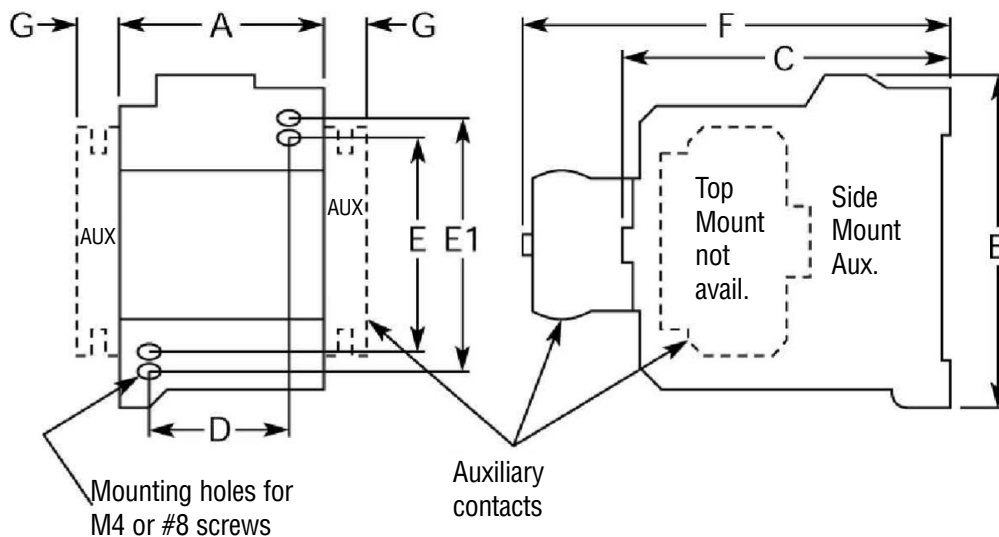 G
A
G
F
C
AUX
AUX
E
E1
Top
Mount
not
avail.
Side
Mount
Aux.
B
D
Mounting holes for
M4 or #8 screws
Auxiliary
contacts